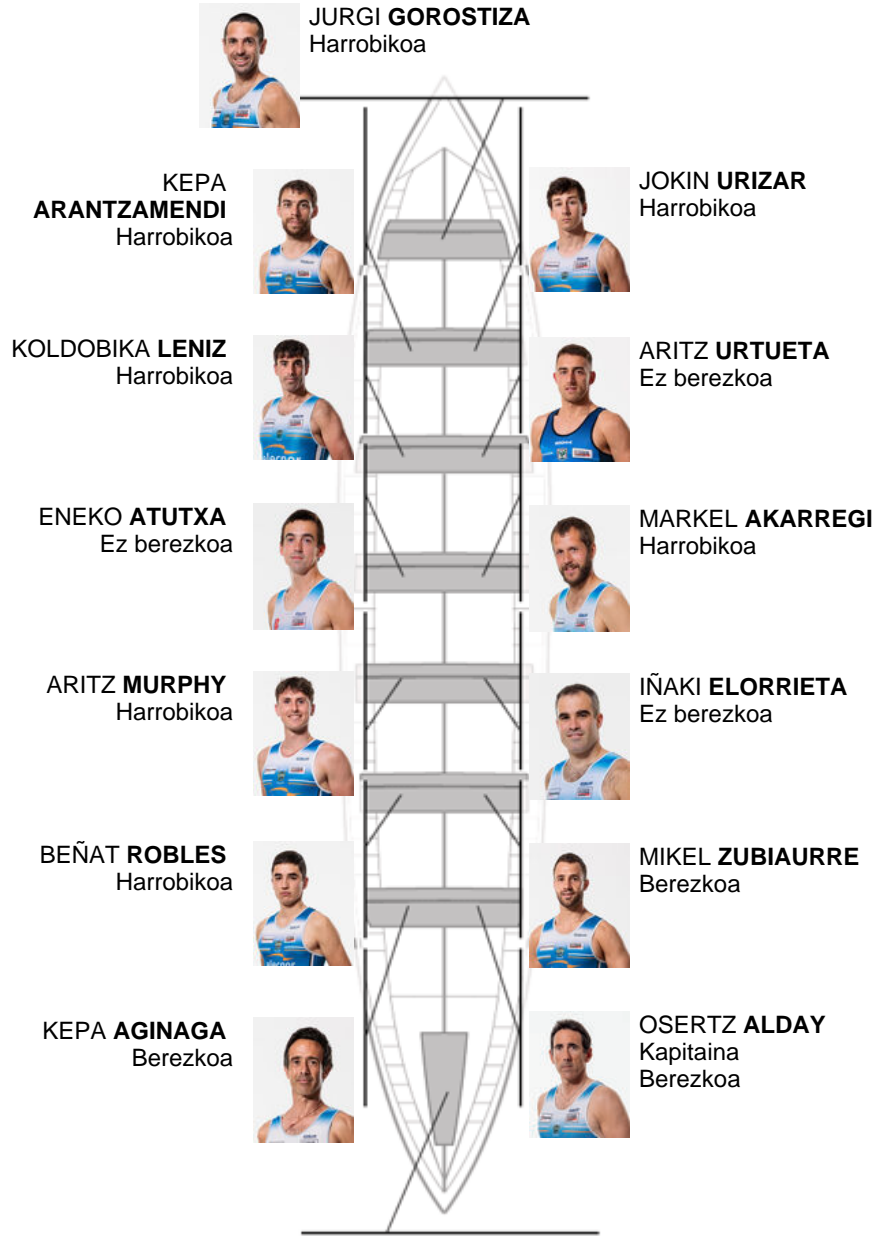 JURGI GOROSTIZA
Harrobikoa
KEPA
ARANTZAMENDI
Harrobikoa
JOKIN URIZAR
Harrobikoa
KOLDOBIKA LENIZ
Harrobikoa
ARITZ URTUETA
Ez berezkoa
ENEKO ATUTXA
Ez berezkoa
MARKEL AKARREGI
Harrobikoa
ARITZ MURPHY
Harrobikoa
IÑAKI ELORRIETA
Ez berezkoa
BEÑAT ROBLES
Harrobikoa
MIKEL ZUBIAURRE
Berezkoa
KEPA AGINAGA
Berezkoa
OSERTZ ALDAY
Kapitaina
Berezkoa